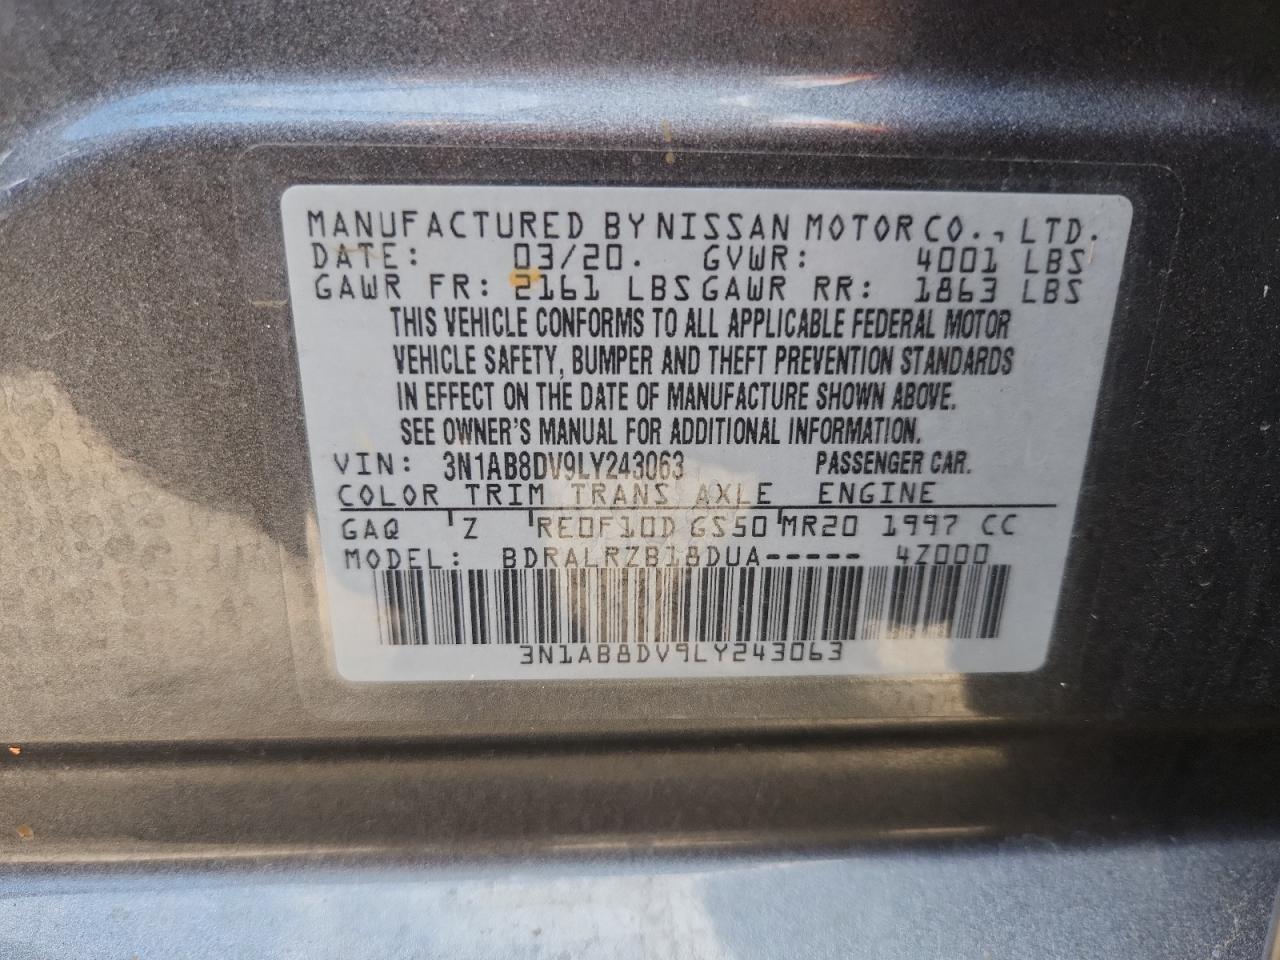 MANUFACTURED BY NISSAN MOTOR CO., LTD.
DATE: 03/20. GVWR: 4001 LBS
GAWR FR: 2161 LBS GAWR RR: 1863 LBS
THIS VEHICLE CONFORMS TO ALL APPLICABLE FEDERAL MOTOR
VEHICLE SAFETY, BUMPER AND THEFT PREVENTION STANDARDS
IN EFFECT ON THE DATE OF MANUFACTURE SHOWN ABOVE.
SEE OWNER'S MANUAL FOR ADDITIONAL INFORMATION.
VIN: 3N1AB8DV9LY243063 PASSENGER CAR.
COLOR TRIM TRANS AXLE ENGINE
GAQ Z RE0F10D GS50 MR20 1997 CC
MODEL: BDRALRZB18DUA----- 4Z000
3N1AB8DV9LY243063